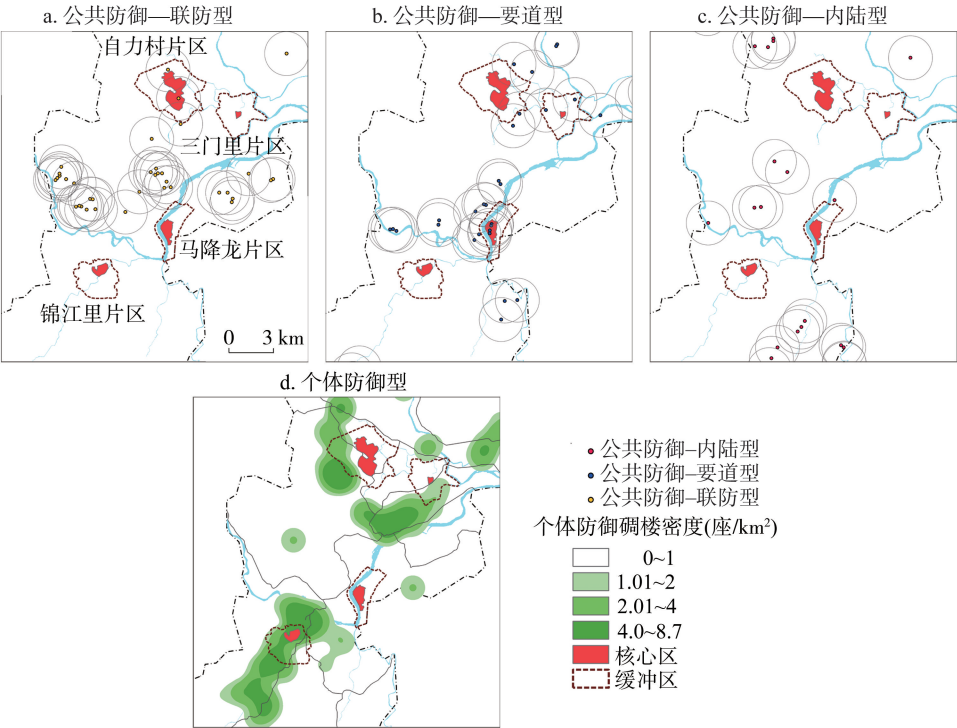 a. 公共防御—联防型
b. 公共防御—要道型
c. 公共防御—内陆型
自力村片区
三门里片区
马降龙片区
锦江里片区
0 3 km
d. 个体防御型
公共防御–内陆型
公共防御–要道型
公共防御–联防型
个体防御碉楼密度(座/km²)
0~1
1.01~2
2.01~4
4.0~8.7
核心区
缓冲区